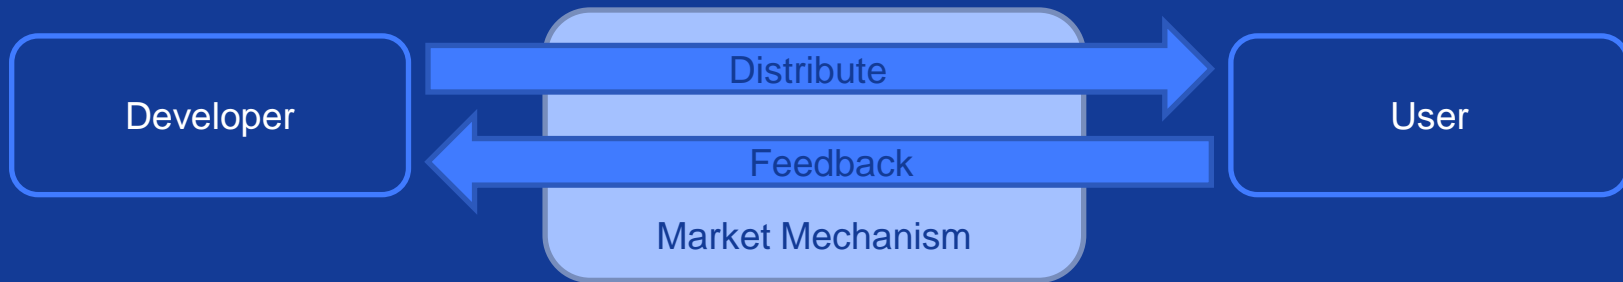 Distribute
Developer
User
Feedback
Market Mechanism